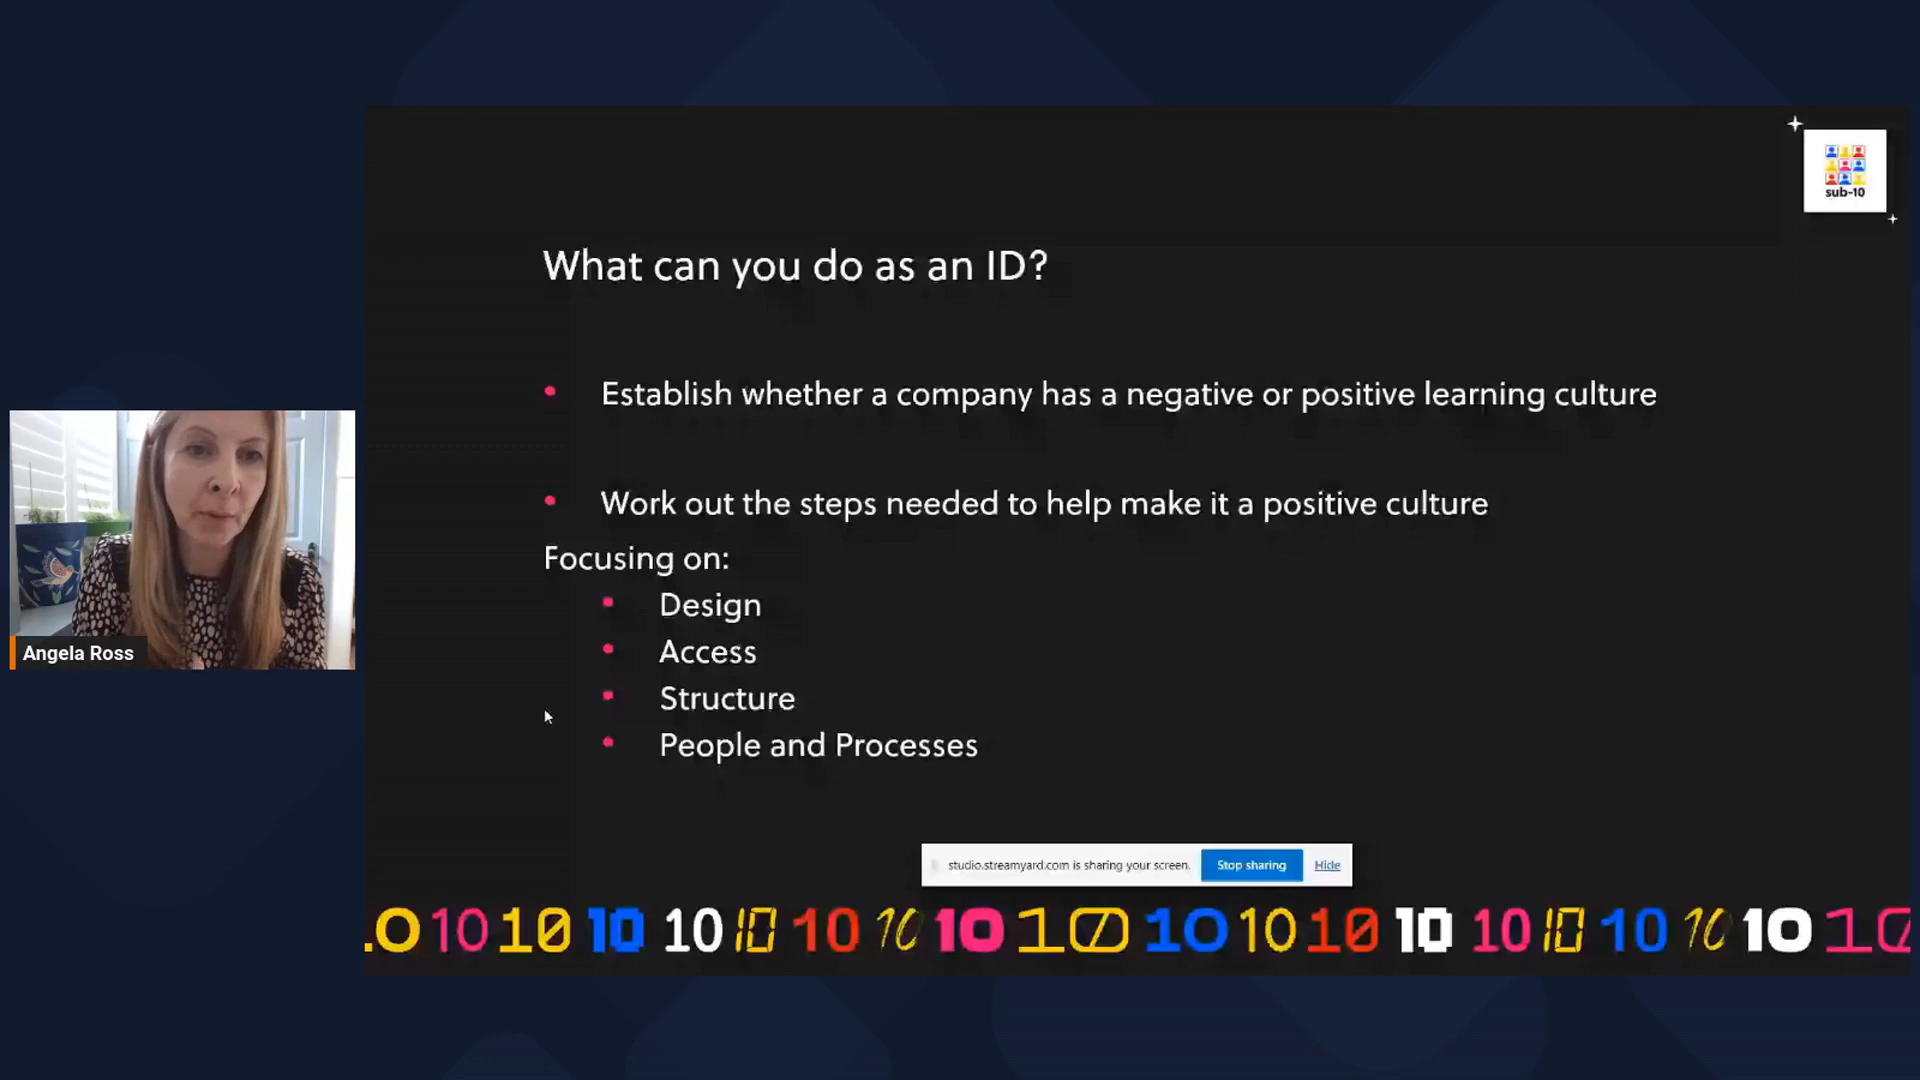 sub-10
What can you do as an ID?
Establish whether a company has a negative or positive learning culture
Work out the steps needed to help make it a positive culture
Focusing on:
Design
Access
Structure
People and Processes
Angela Ross
studio.streamyard.com is sharing your screen. Stop sharing Hide
10 10 10 10 10 10 10 10 10 10 10 10 10 10 10 10 10 10 10 10